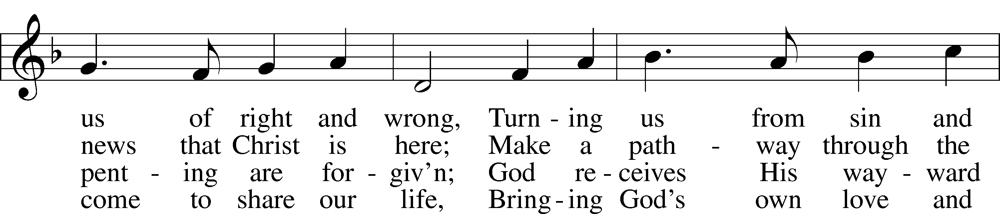 us of right and wrong, Turn - ing us from sin and
news that Christ is here; Make a path - way through the
pent - ing are for - giv’n; God re - ceives His way - ward
come to share our life, Bring - ing God’s own love and